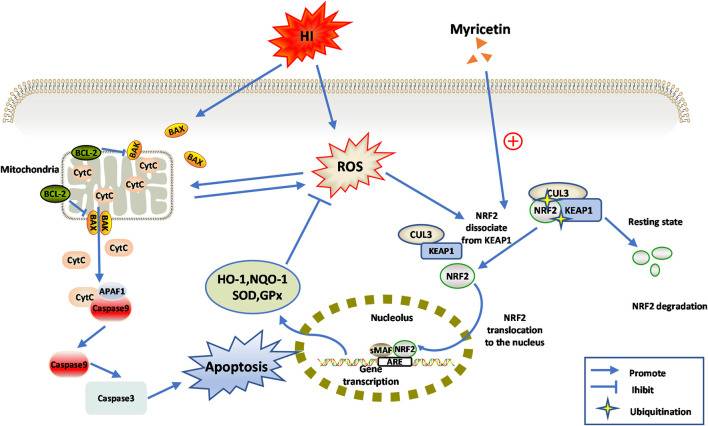 HI
Myricetin
BAX
BAX
BCL-2
BAK
Mitochondria
CytC
CytC
CytC
CytC
BCL-2
BAX
BAK
ROS
NRF2
dissociate
from KEAP1
CUL3
KEAP1
NRF2
CUL3
NRF2
KEAP1
Resting state
NRF2 degradation
CytC
CytC
CytC
APAF1
Caspase9
HO-1,NQO-1
SOD,GPx
Nucleolus
NRF2
translocation
to the nucleus
sMAF
NRF2
ARE
Gene
transcription
Caspase9
Caspase3
Apoptosis
Promote
Ihibit
Ubiquitination